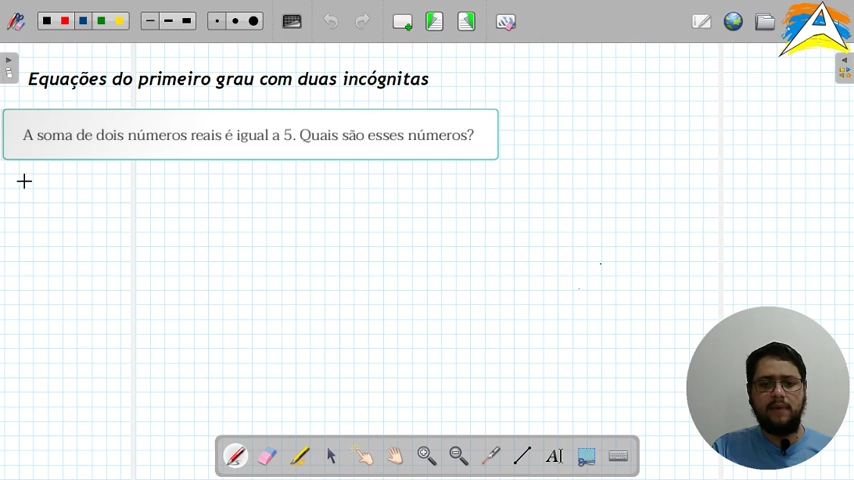 Equações do primeiro grau com duas incógnitas
A soma de dois números reais é igual a 5. Quais são esses números?